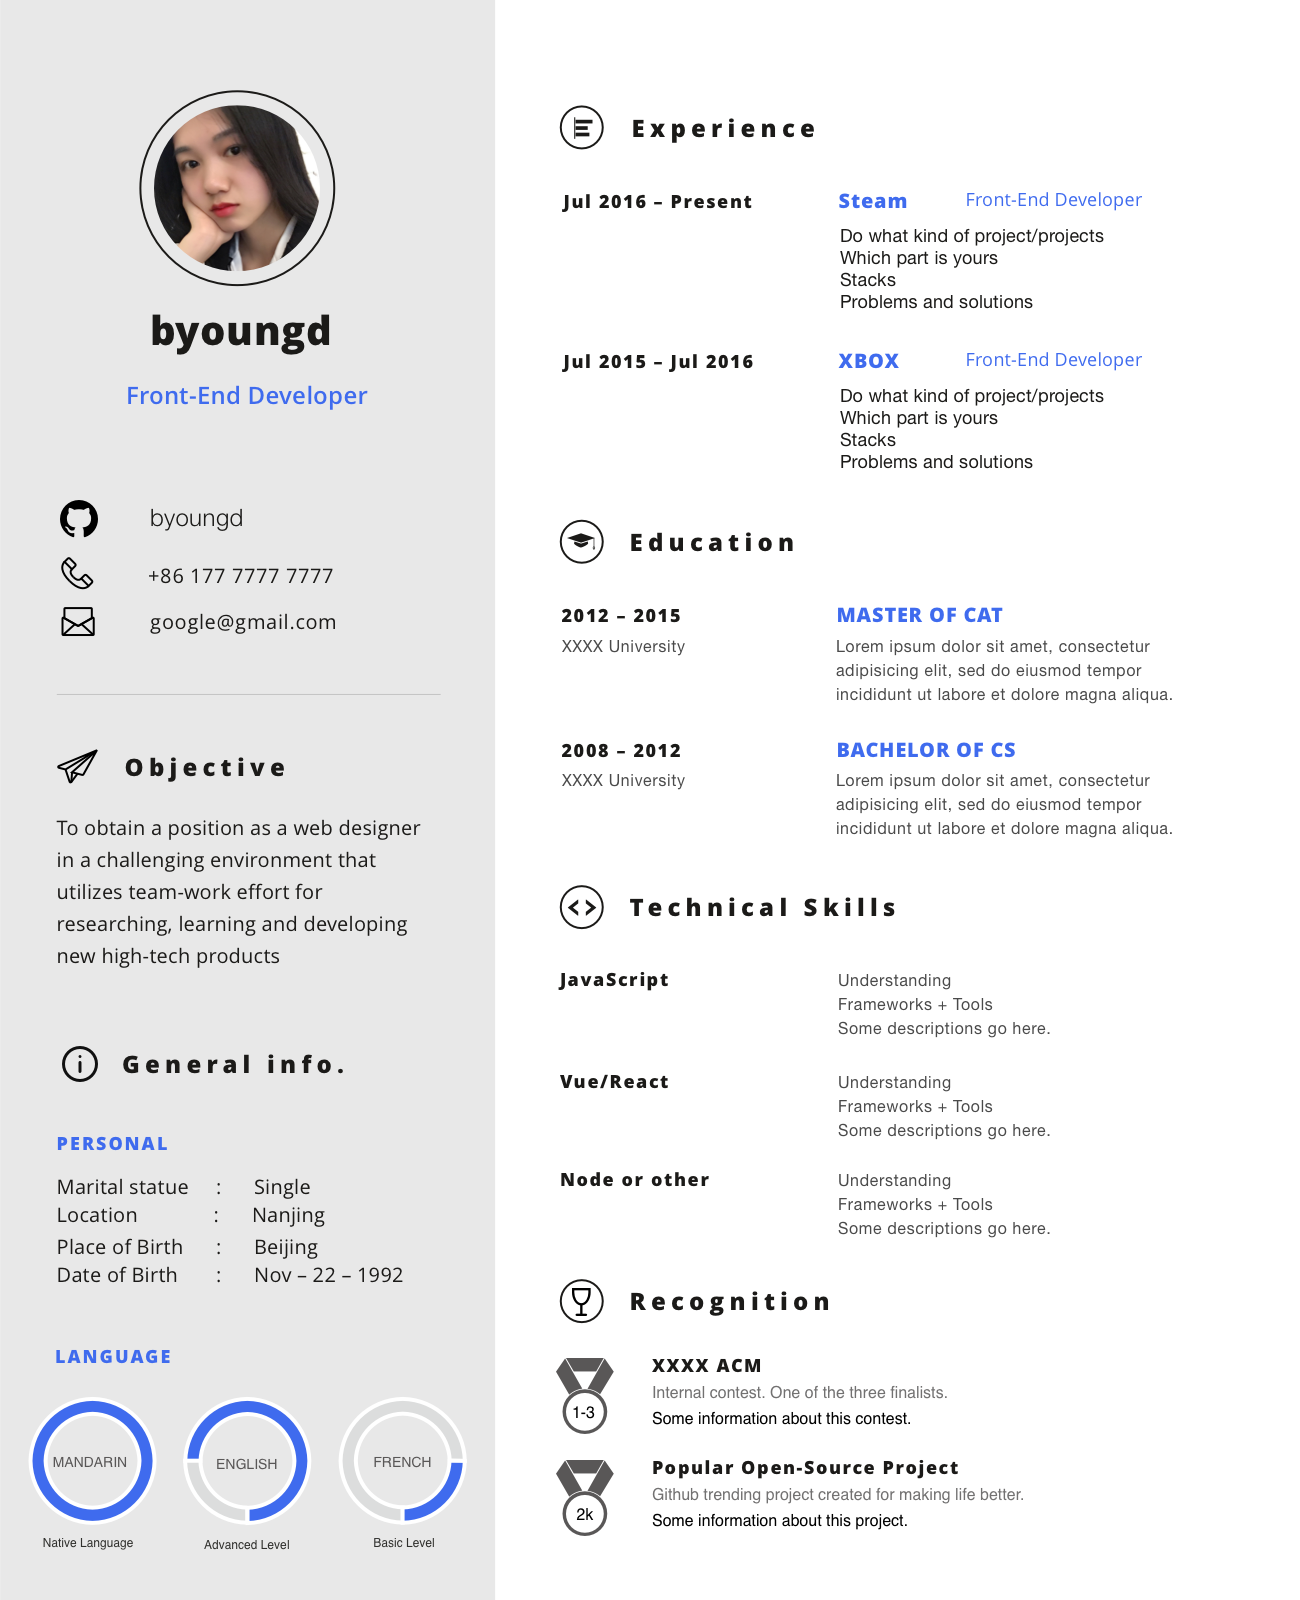 byoungd
Front-End Developer
byoungd
+86 177 7777 7777
google@gmail.com
Objective
To obtain a position as a web designer
in a challenging environment that
utilizes team-work effort for
researching, learning and developing
new high-tech products
General info.
PERSONAL
Marital statue : Single
Location : Nanjing
Place of Birth : Beijing
Date of Birth : Nov – 22 – 1992
LANGUAGE
MANDARIN ENGLISH FRENCH
Native Language Advanced Level Basic Level
Experience
Jul 2016 – Present Steam Front-End Developer
Do what kind of project/projects
Which part is yours
Stacks
Problems and solutions
Jul 2015 – Jul 2016 XBOX Front-End Developer
Do what kind of project/projects
Which part is yours
Stacks
Problems and solutions
Education
2012 – 2015 MASTER OF CAT
XXXX University Lorem ipsum dolor sit amet, consectetur
adipisicing elit, sed do eiusmod tempor
incididunt ut labore et dolore magna aliqua.
2008 – 2012 BACHELOR OF CS
XXXX University Lorem ipsum dolor sit amet, consectetur
adipisicing elit, sed do eiusmod tempor
incididunt ut labore et dolore magna aliqua.
Technical Skills
JavaScript Understanding
Frameworks + Tools
Some descriptions go here.
Vue/React Understanding
Frameworks + Tools
Some descriptions go here.
Node or other Understanding
Frameworks + Tools
Some descriptions go here.
Recognition
XXXX ACM
Internal contest. One of the three finalists.
1-3 Some information about this contest.
Popular Open-Source Project
Github trending project created for making life better.
2k Some information about this project.